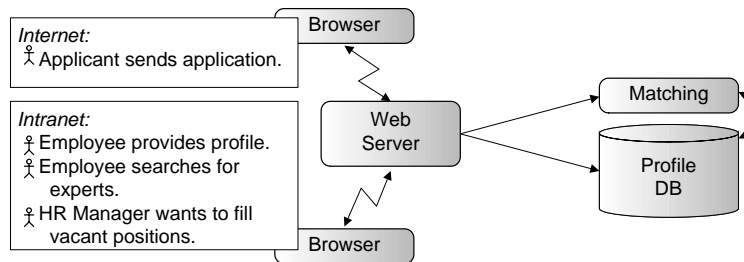 Browser
Internet:
Applicant sends application.
Intranet:
Employee provides profile.
Employee searches for
experts.
HR Manager wants to fill
vacant positions.
Web
Server
Browser
Matching
Profile
DB